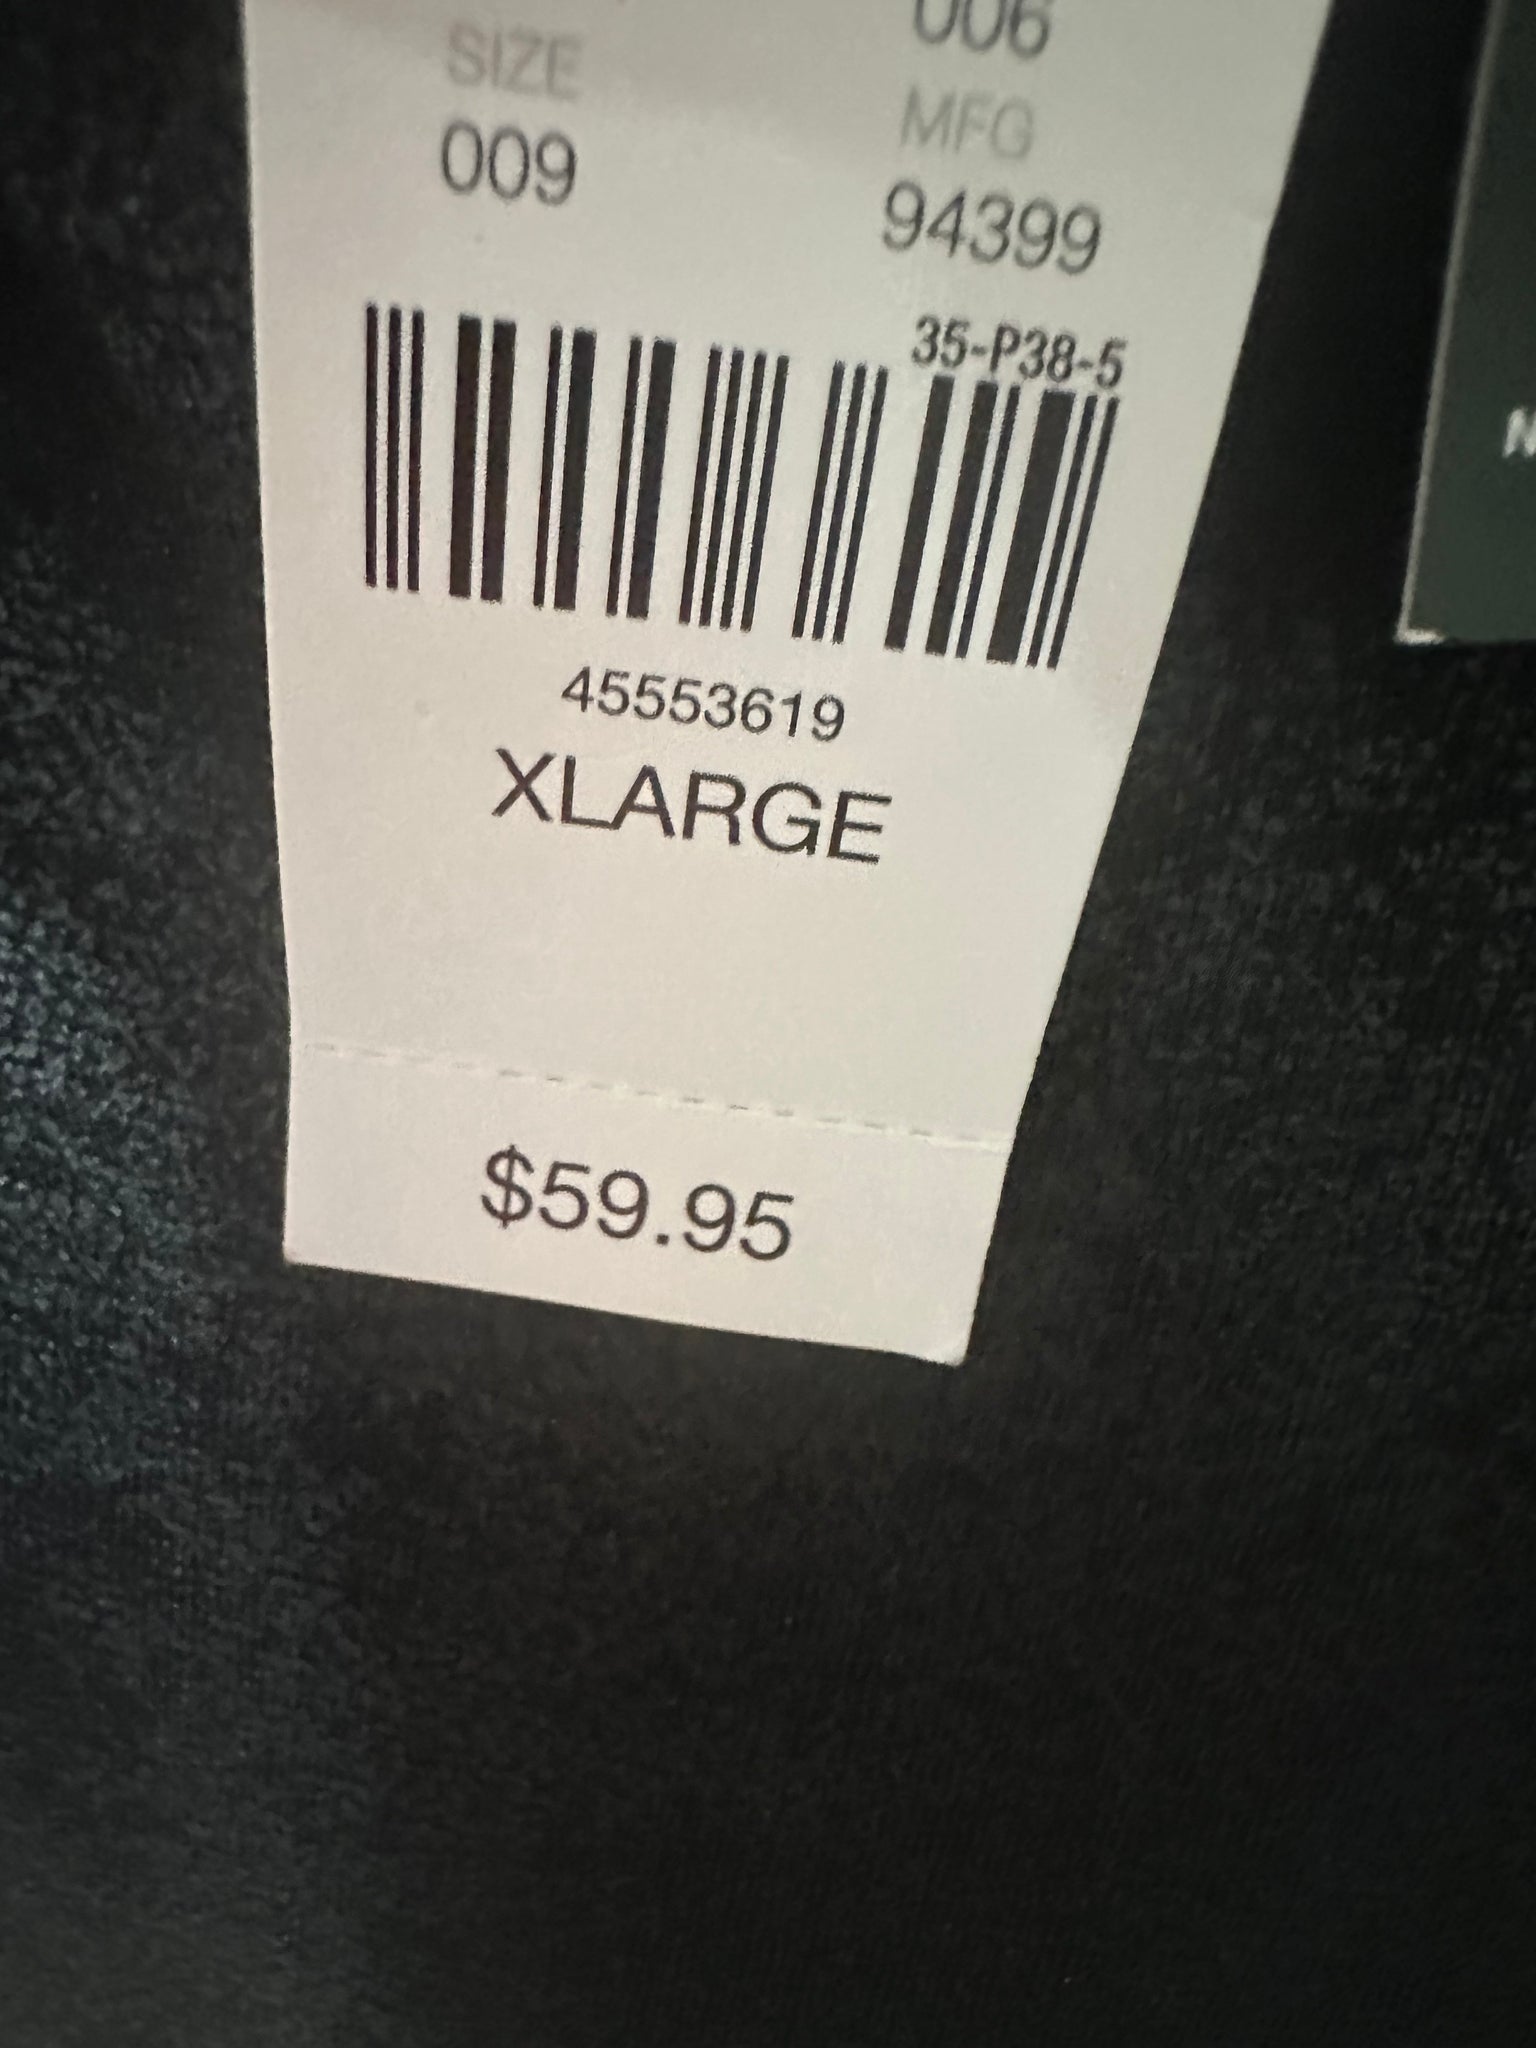 006
SIZE
MFG
009
94399
35-P38-5
45553619
XLARGE
$59.95
N